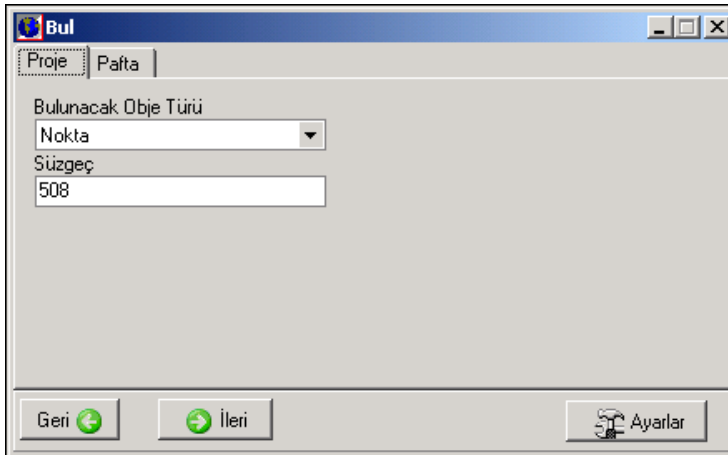 Bul
Proje Pafta
Bulunacak Obje Türü
Nokta
Süzgeç
508
Geri İleri Ayarlar